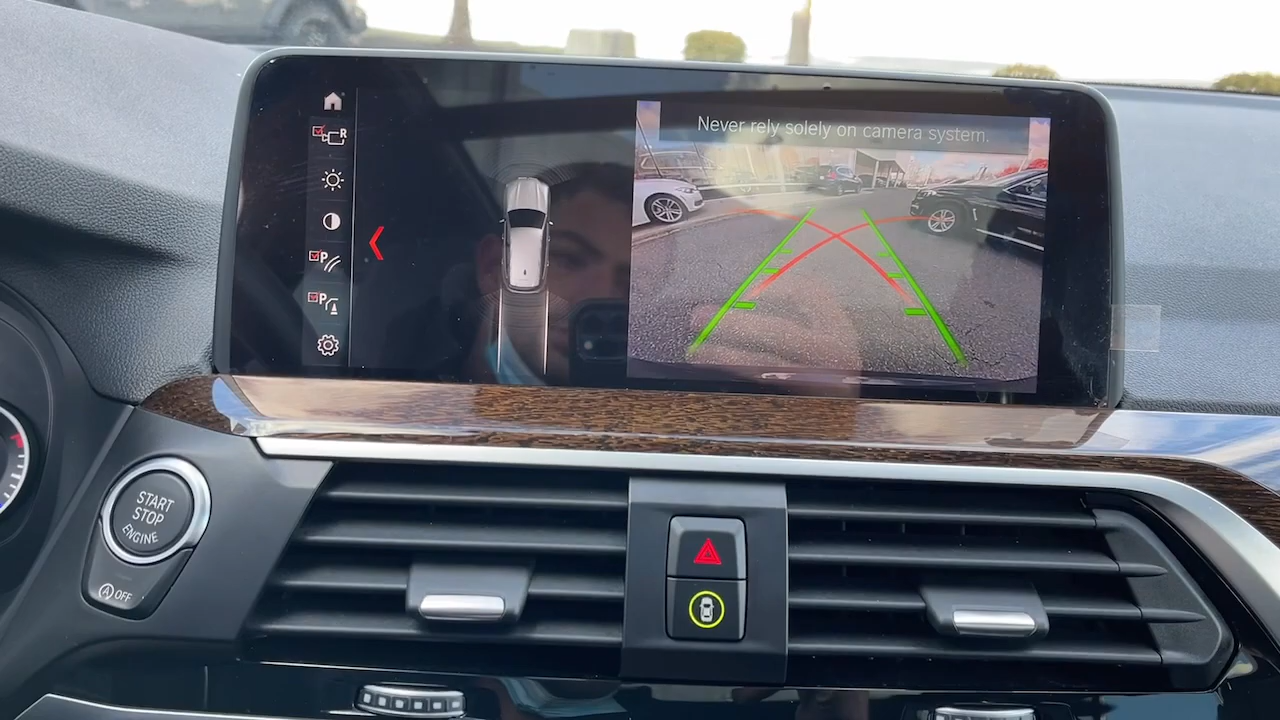 Never rely solely on camera system.
R
P
P
START
STOP
ENGINE
A OFF